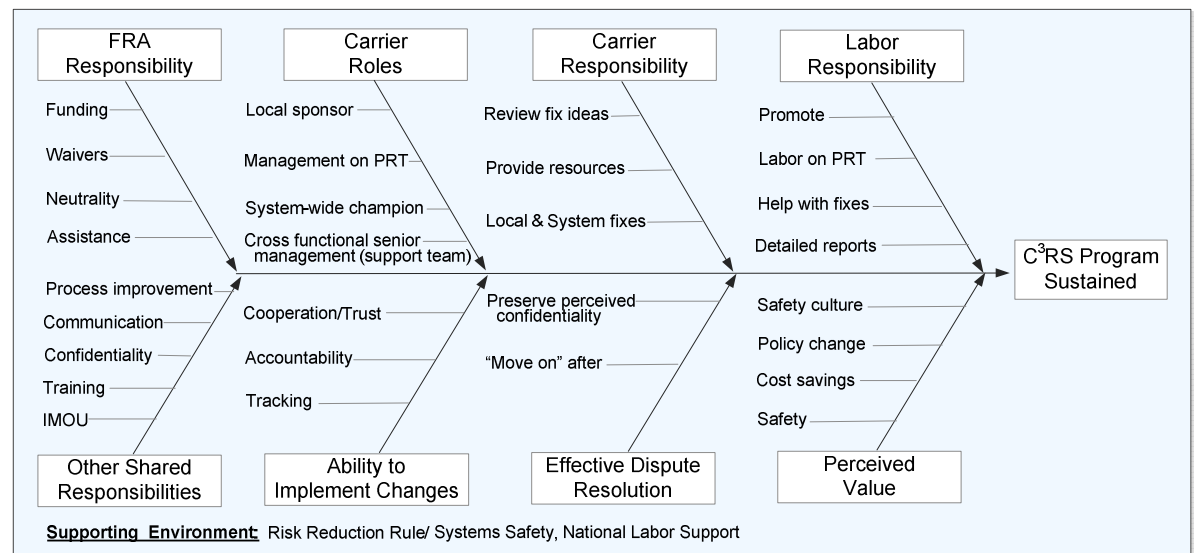 FRA
Responsibility
Carrier
Roles
Carrier
Responsibility
Labor
Responsibility
Funding
Waivers
Neutrality
Assistance
Local sponsor
Management on PRT
System-wide champion
Cross functional senior
management (support team)
Review fix ideas
Provide resources
Local & System fixes
Promote
Labor on PRT
Help with fixes
Detailed reports
C³RS Program
Sustained
Process improvement
Communication
Confidentiality
Training
IMOU
Cooperation/Trust
Accountability
Tracking
Preserve perceived
confidentiality
“Move on” after
Safety culture
Policy change
Cost savings
Safety
Other Shared
Responsibilities
Ability to
Implement Changes
Effective Dispute
Resolution
Perceived
Value
Supporting Environment: Risk Reduction Rule/ Systems Safety, National Labor Support